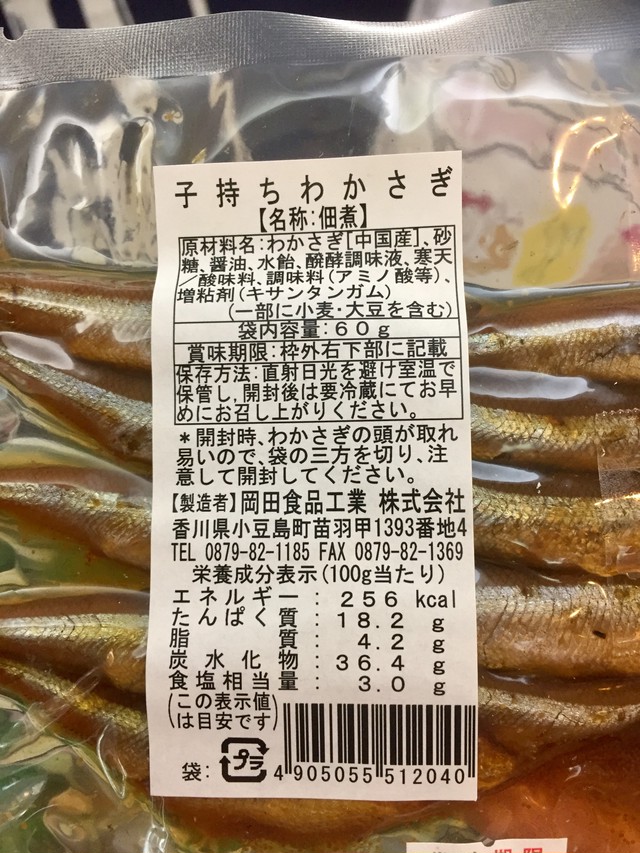 子持ちわかさぎ
【名称:佃煮】
原材料名:わかさぎ[中国産]、砂
糖、醤油、水飴、醗酵調味液、寒天
／酸味料、調味料(アミノ酸等)、
増粘剤(キサンタンガム)
(一部に小麦・大豆を含む)
袋内容量:60g
賞味期限:枠外右下部に記載
保存方法:直射日光を避け室温で
保管し、開封後は要冷蔵にてお早
めにお召し上がりください。
＊開封時、わかさぎの頭が取れ
易いので、袋の三方を切り、注
意して開封してください。
【製造者】岡田食品工業 株式会社
香川県小豆島町苗羽甲1393番地4
TEL 0879-82-1185 FAX 0879-82-1369
栄養成分表示(100g当たり)
エネルギー : 256 kcal
たんぱく質 : 18.2 g
脂質 : 4.2 g
炭水化物 : 36.4 g
食塩相当量 : 3.0 g
(この表示値
は目安です)
袋: プラ
4 905055 512040